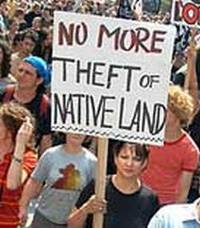 NO MORE
THEFT OF
NATIVE LAND